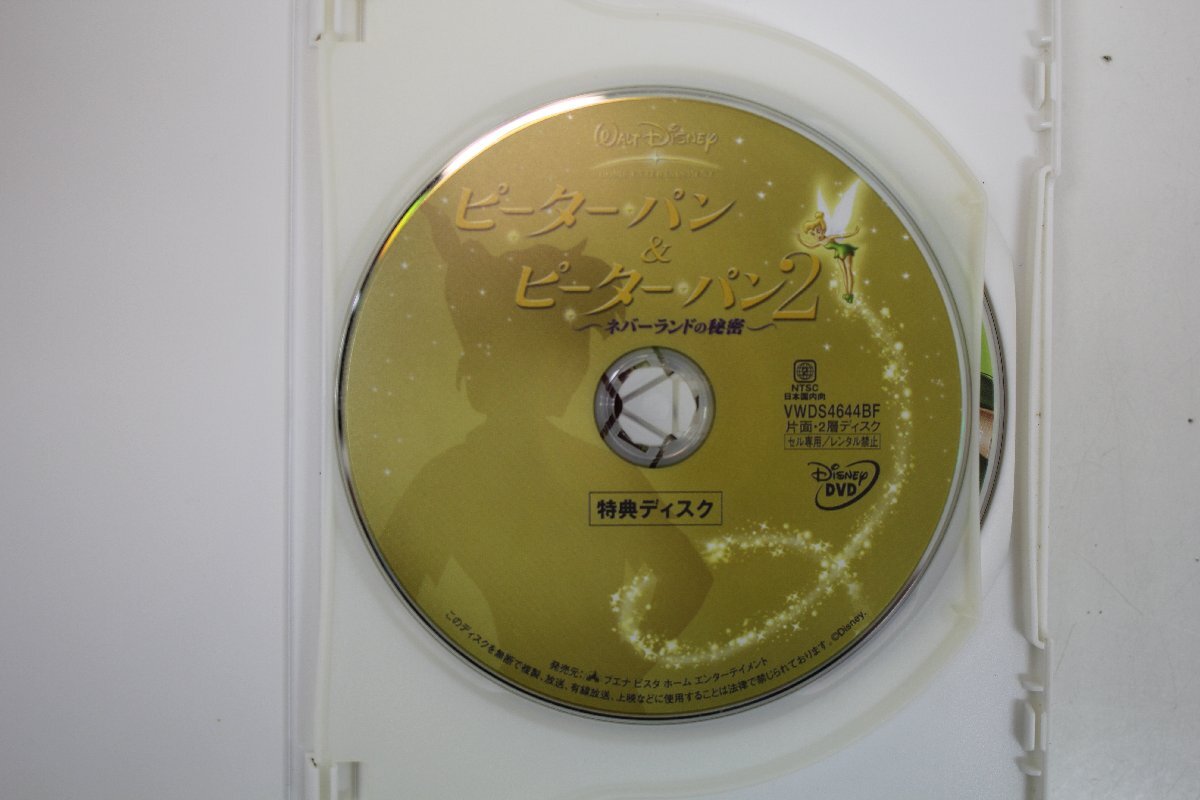 WALT DISNEY
HOME ENTERTAINMENT
ピーター・パン
&
ピーター・パン2
～ネバーランドの秘密～
2
NTSC
日本国内向
VWDS4644BF
片面・2層ディスク
セル専用/レンタル禁止
DISNEY
DVD
特典ディスク
発売元: ブエナ ビスタ ホーム エンターテイメント
このディスクを無断で複製、放送、有線放送、上映などに使用することは法律で禁じられております。©Disney.